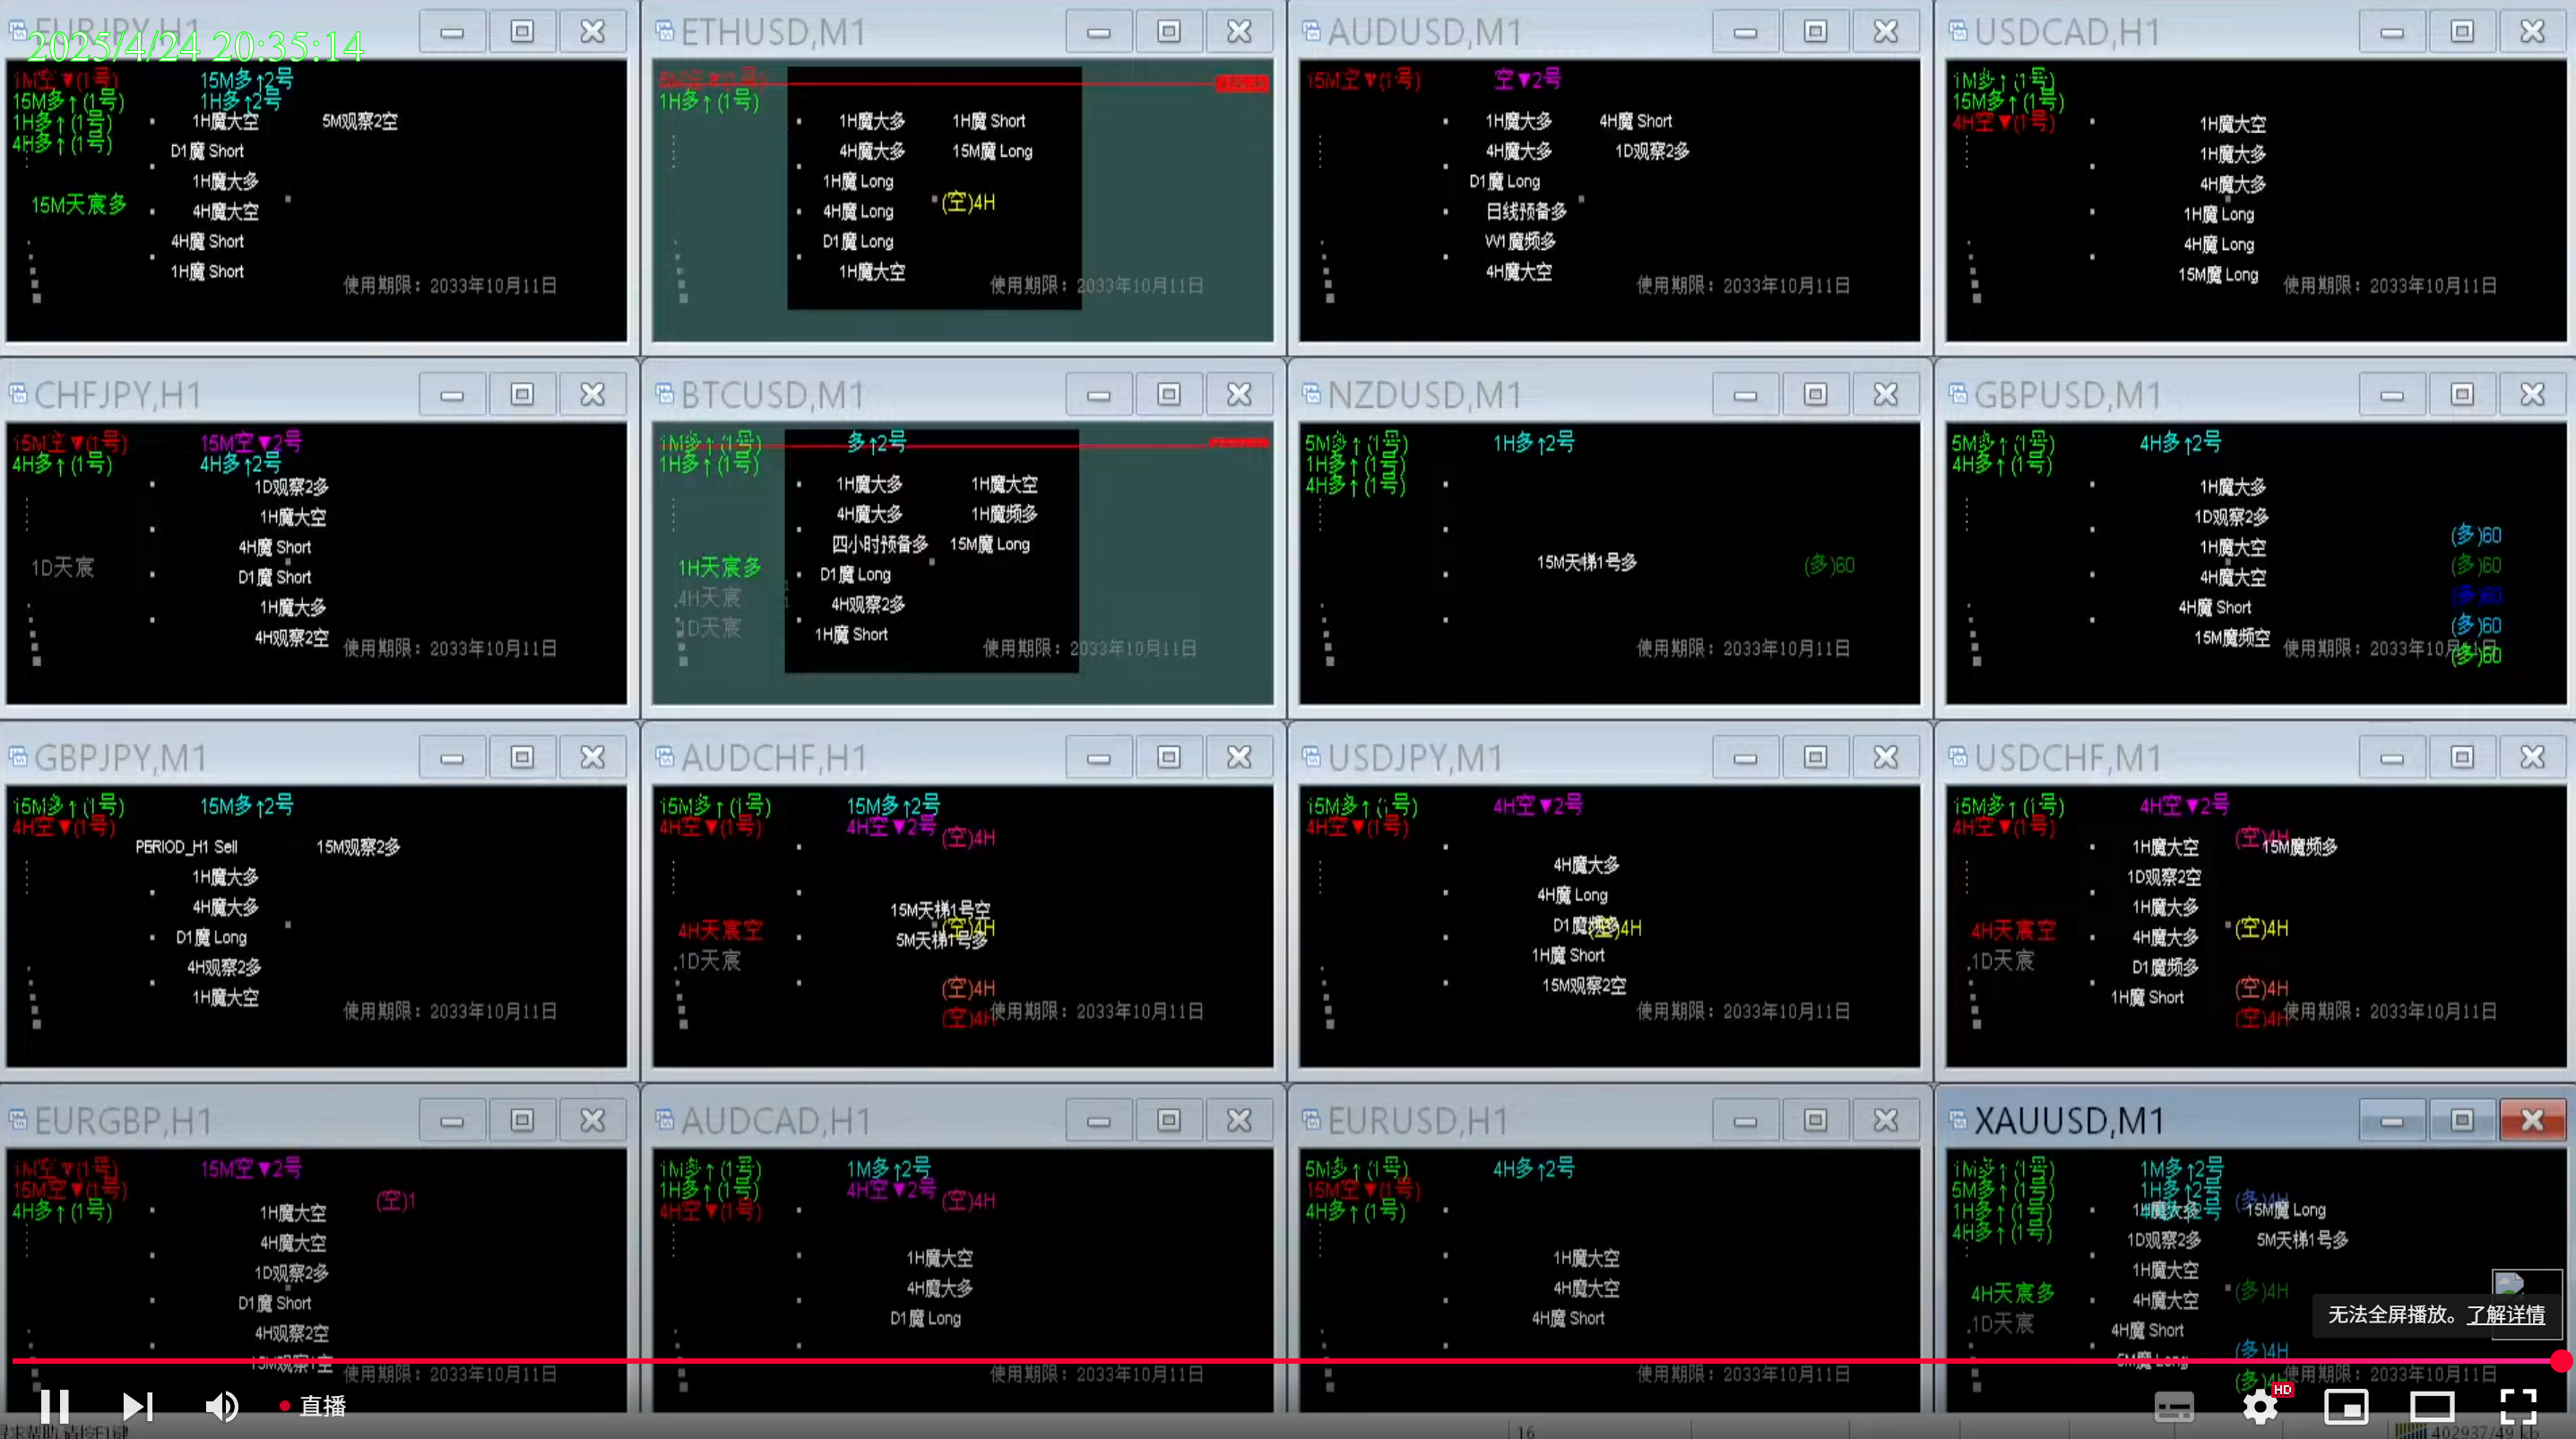 EURJPY,H1
2025/4/24 20:35:14
1M空▼(1号)
15M多↑2号
15M多↑(1号)
1H多↑2号
1H多↑(1号)
1H魔大空
5M观察2空
4H多↑(1号)
D1魔 Short
1H魔大多
15M天宸多
4H魔大空
4H魔 Short
1H魔 Short
使用期限：2033年10月11日
ETHUSD,M1
1H多↑(1号)
1H魔大多
1H魔 Short
4H魔大多
15M魔 Long
1H魔 Long
(空)4H
4H魔 Long
D1魔 Long
1H魔大空
使用期限：2033年10月11日
AUDUSD,M1
15M空▼(1号)
空▼2号
1H魔大多
4H魔 Short
4H魔大多
1D观察2多
D1魔 Long
日线预备多
W1魔频多
4H魔大空
使用期限：2033年10月11日
USDCAD,H1
1M多↑(1号)
15M多↑(1号)
4H空▼(1号)
1H魔大空
1H魔大多
4H魔大多
1H魔 Long
4H魔 Long
15M魔 Long
使用期限：2033年10月11日
CHFJPY,H1
15M空▼(1号)
15M空▼2号
4H多↑(1号)
4H多↑2号
1D观察2多
1H魔大空
4H魔 Short
1D天宸
D1魔 Short
1H魔大多
4H观察2空
使用期限：2033年10月11日
BTCUSD,M1
1M多↑(1号)
多↑2号
1H多↑(1号)
1H魔大多
1H魔大空
4H魔大多
1H魔频多
四小时预备多
15M魔 Long
1H天宸多
D1魔 Long
4H天宸
4H观察2多
1D天宸
1H魔 Short
使用期限：2033年10月11日
NZDUSD,M1
5M多↑(1号)
1H多↑2号
1H多↑(1号)
4H多↑(1号)
15M天梯1号多
(多)60
使用期限：2033年10月11日
GBPUSD,M1
5M多↑(1号)
4H多↑2号
4H多↑(1号)
1H魔大多
1D观察2多
1H魔大空
(多)60
4H魔大空
(多)60
4H魔 Short
(多)60
15M魔频空
(多)60
使用期限：2033年10月11日
(多)60
GBPJPY,M1
15M多↑(1号)
15M多↑2号
4H空▼(1号)
PERIOD_H1 Sell
15M观察2多
1H魔大多
4H魔大多
D1魔 Long
4H观察2多
1H魔大空
使用期限：2033年10月11日
AUDCHF,H1
15M多↑(1号)
15M多↑2号
4H空▼(1号)
4H空▼2号
(空)4H
15M天梯1号空
4H天宸空
(空)4H
5M天梯1号多
1D天宸
(空)4H
(空)4H
使用期限：2033年10月11日
USDJPY,M1
15M多↑(1号)
4H空▼2号
4H空▼(1号)
4H魔大多
4H魔 Long
D1魔频多
4H
1H魔 Short
15M观察2空
使用期限：2033年10月11日
USDCHF,M1
15M多↑(1号)
4H空▼2号
4H空▼(1号)
(空)4H
1H魔大空
15M魔频多
1D观察2空
1H魔大多
4H天宸空
4H魔大多
(空)4H
1D天宸
D1魔频多
1H魔 Short
(空)4H
(空)4H
使用期限：2033年10月11日
EURGBP,H1
1M空▼(1号)
15M空▼2号
15M空▼(1号)
4H多↑(1号)
1H魔大空
(空)1
4H魔大空
1D观察2多
D1魔 Short
4H观察2空
15M观察1空
使用期限：2033年10月11日
AUDCAD,H1
1M多↑(1号)
1M多↑2号
1H多↑(1号)
4H空▼2号
(空)4H
4H空▼(1号)
1H魔大空
4H魔大多
D1魔 Long
使用期限：2033年10月11日
EURUSD,H1
5M多↑(1号)
4H多↑2号
15M空▼(1号)
4H多↑(1号)
1H魔大空
4H魔大空
4H魔 Short
使用期限：2033年10月11日
XAUUSD,M1
1M多↑(1号)
1M多↑2号
5M多↑(1号)
1H多↑2号
(多)4H
1H多↑(1号)
15M魔 Long
4H多↑(1号)
1D观察2多
5M天梯1号多
1H魔大空
4H天宸多
4H魔大空
(多)4H
1D天宸
4H魔 Short
5M魔 Long
(多)4H
使用期限：2033年10月11日
无法全屏播放。了解详情
直播
HD
16
402937/49 kb